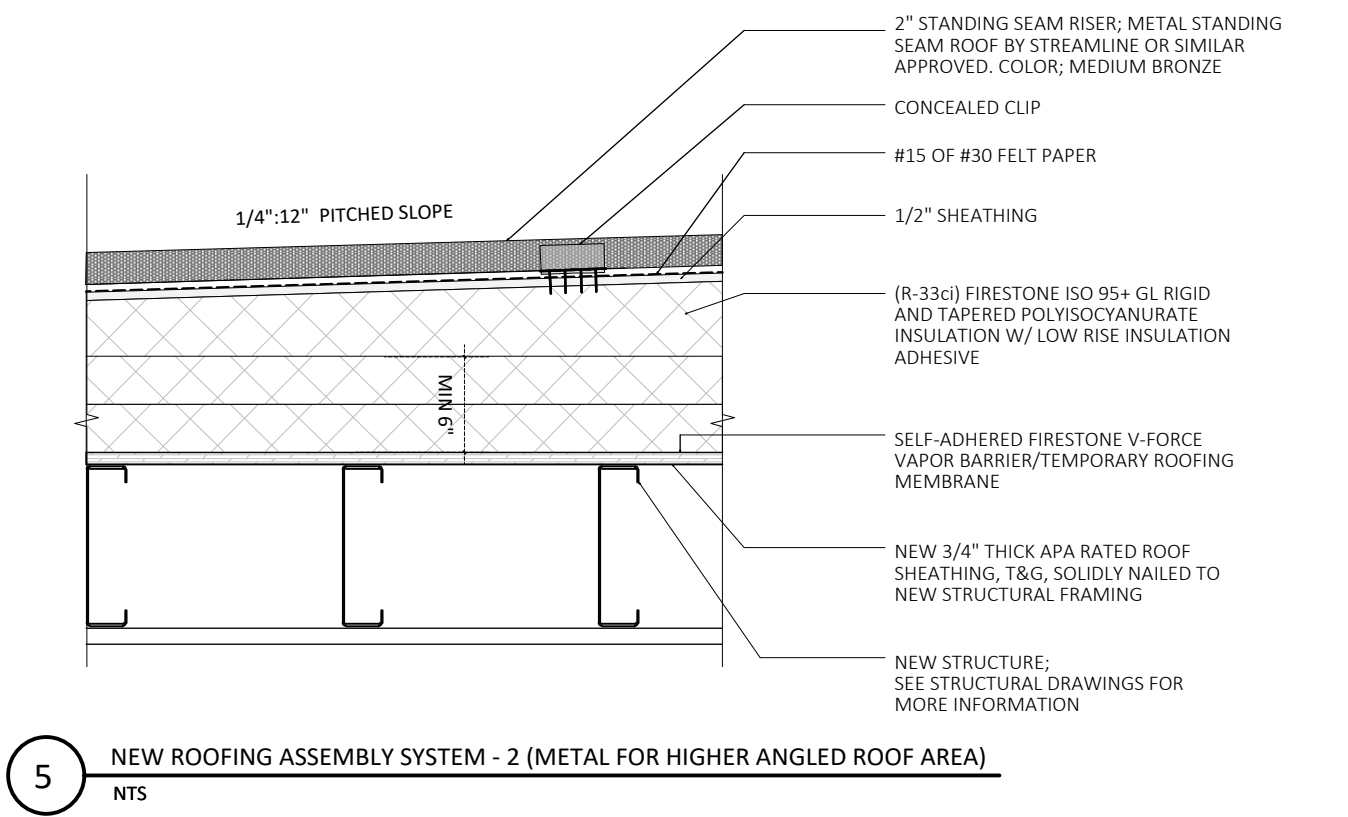 2" STANDING SEAM RISER; METAL STANDING
SEAM ROOF BY STREAMLINE OR SIMILAR
APPROVED. COLOR; MEDIUM BRONZE
CONCEALED CLIP
#15 OF #30 FELT PAPER
1/4":12" PITCHED SLOPE
1/2" SHEATHING
(R-33ci) FIRESTONE ISO 95+ GL RIGID
AND TAPERED POLYISOCYANURATE
INSULATION W/ LOW RISE INSULATION
ADHESIVE
MIN 6"
SELF-ADHERED FIRESTONE V-FORCE
VAPOR BARRIER/TEMPORARY ROOFING
MEMBRANE
NEW 3/4" THICK APA RATED ROOF
SHEATHING, T&G, SOLIDLY NAILED TO
NEW STRUCTURAL FRAMING
NEW STRUCTURE;
SEE STRUCTURAL DRAWINGS FOR
MORE INFORMATION
5
NEW ROOFING ASSEMBLY SYSTEM - 2 (METAL FOR HIGHER ANGLED ROOF AREA)
NTS